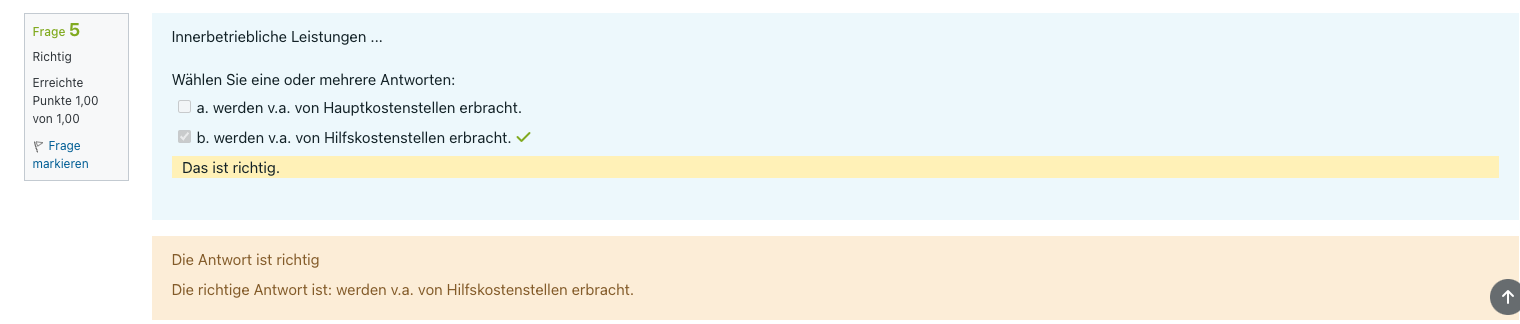 Frage 5
Richtig
Erreichte
Punkte 1,00
von 1,00
Frage
markieren
Innerbetriebliche Leistungen ...
Wählen Sie eine oder mehrere Antworten:
a. werden v.a. von Hauptkostenstellen erbracht.
b. werden v.a. von Hilfskostenstellen erbracht.
Das ist richtig.
Die Antwort ist richtig
Die richtige Antwort ist: werden v.a. von Hilfskostenstellen erbracht.